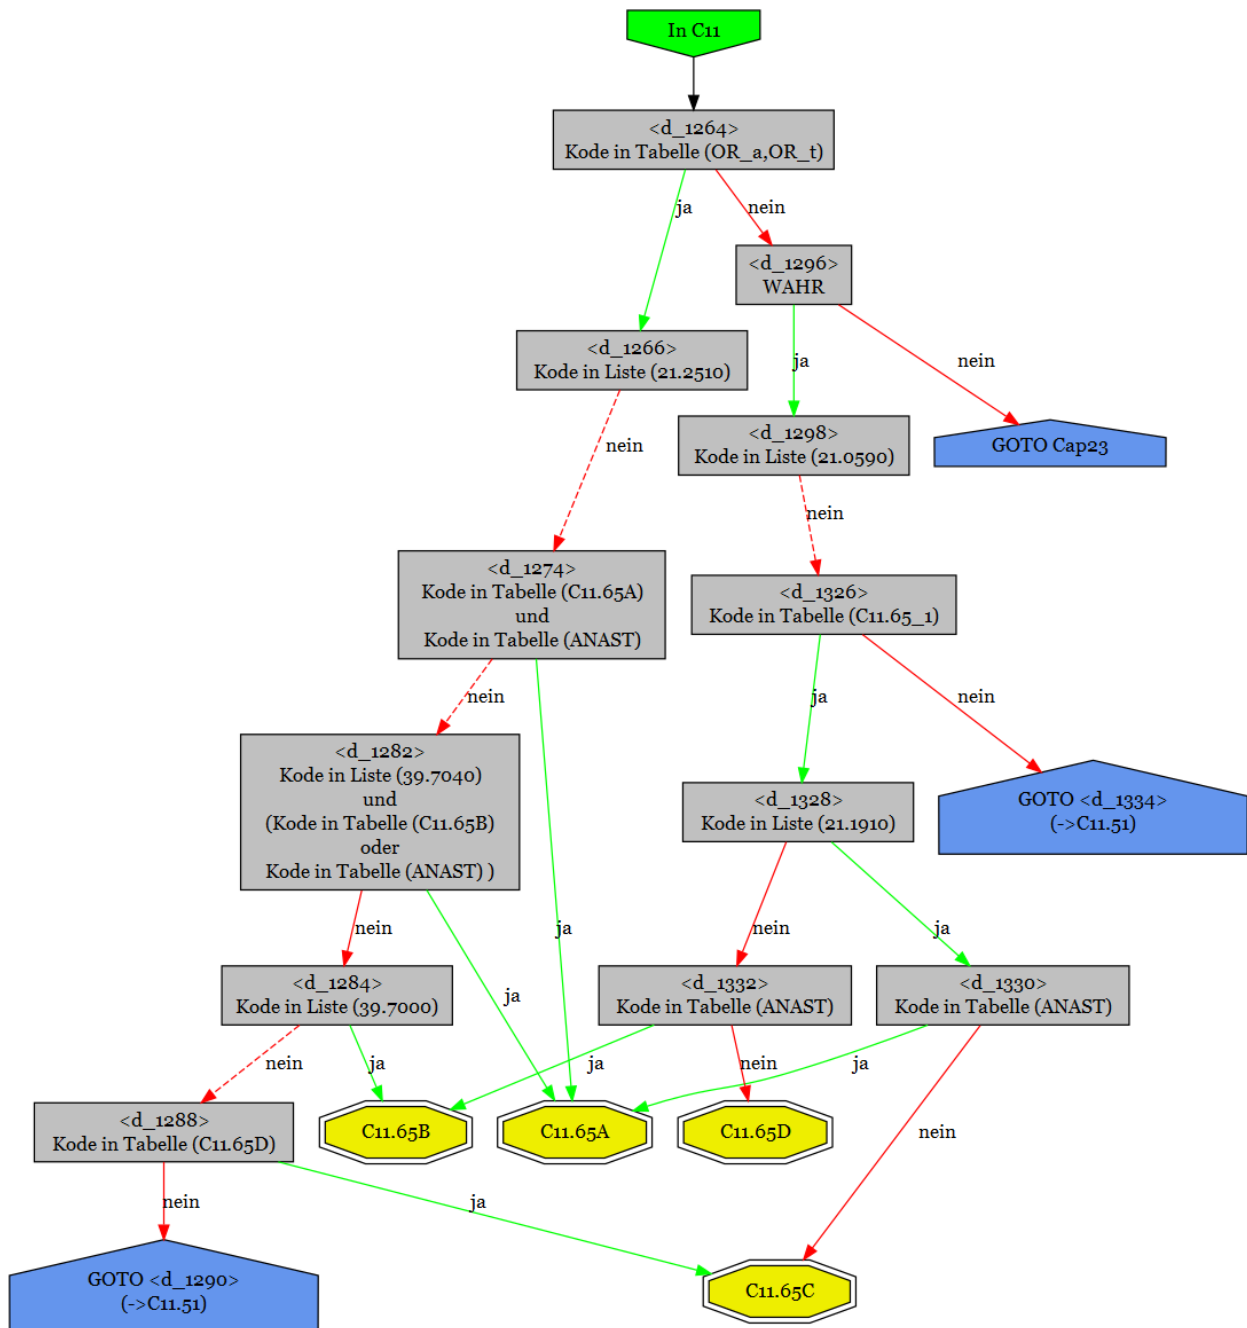 In C11
<d_1264>
Kode in Tabelle (OR_a,OR_t)
ja
nein
<d_1296>
WAHR
<d_1266>
Kode in Liste (21.2510)
ja
nein
nein
<d_1298>
Kode in Liste (21.0590)
GOTO Cap23
nein
<d_1274>
Kode in Tabelle (C11.65A)
und
Kode in Tabelle (ANAST)
<d_1326>
Kode in Tabelle (C11.65_1)
nein
ja
nein
<d_1282>
Kode in Liste (39.7040)
und
(Kode in Tabelle (C11.65B)
oder
Kode in Tabelle (ANAST) )
<d_1328>
Kode in Liste (21.1910)
GOTO <d_1334>
(->C11.51)
nein
ja
nein
ja
<d_1284>
Kode in Liste (39.7000)
ja
<d_1332>
Kode in Tabelle (ANAST)
<d_1330>
Kode in Tabelle (ANAST)
nein
ja
ja
nein
ja
<d_1288>
Kode in Tabelle (C11.65D)
C11.65B
C11.65A
C11.65D
nein
nein
ja
GOTO <d_1290>
(->C11.51)
C11.65C